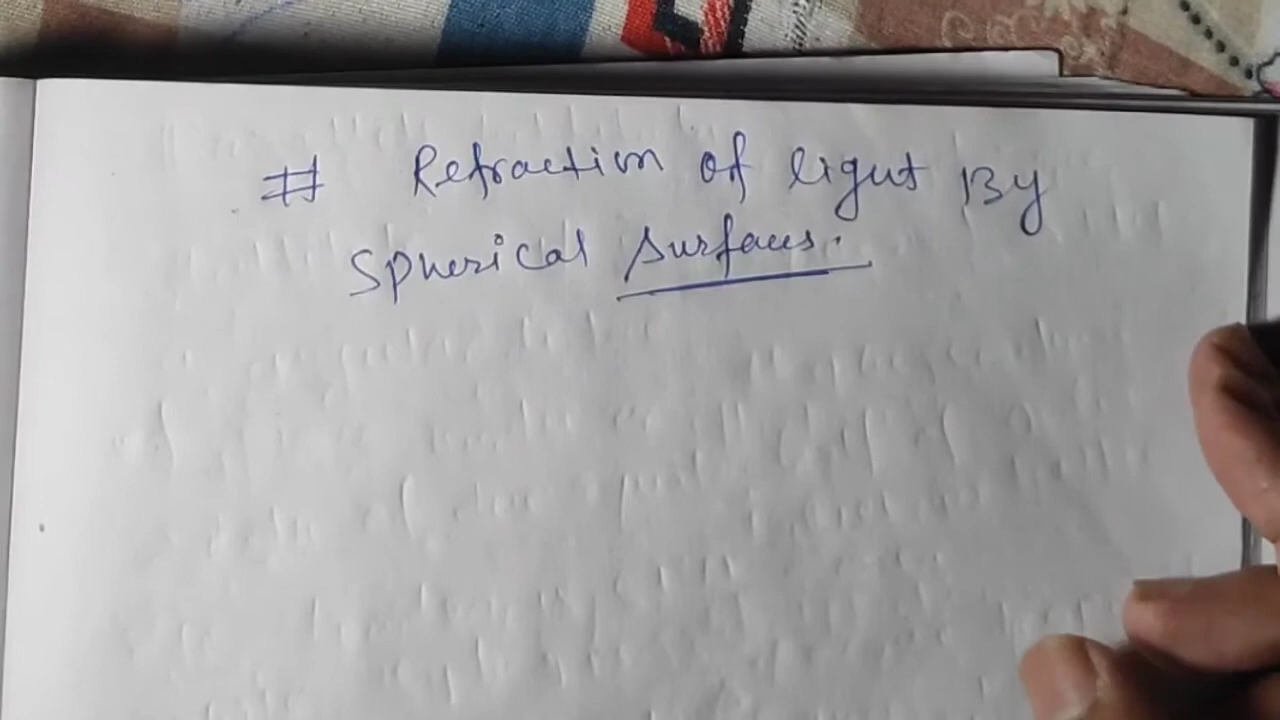 # Refraction of light By
Spherical surfaces.